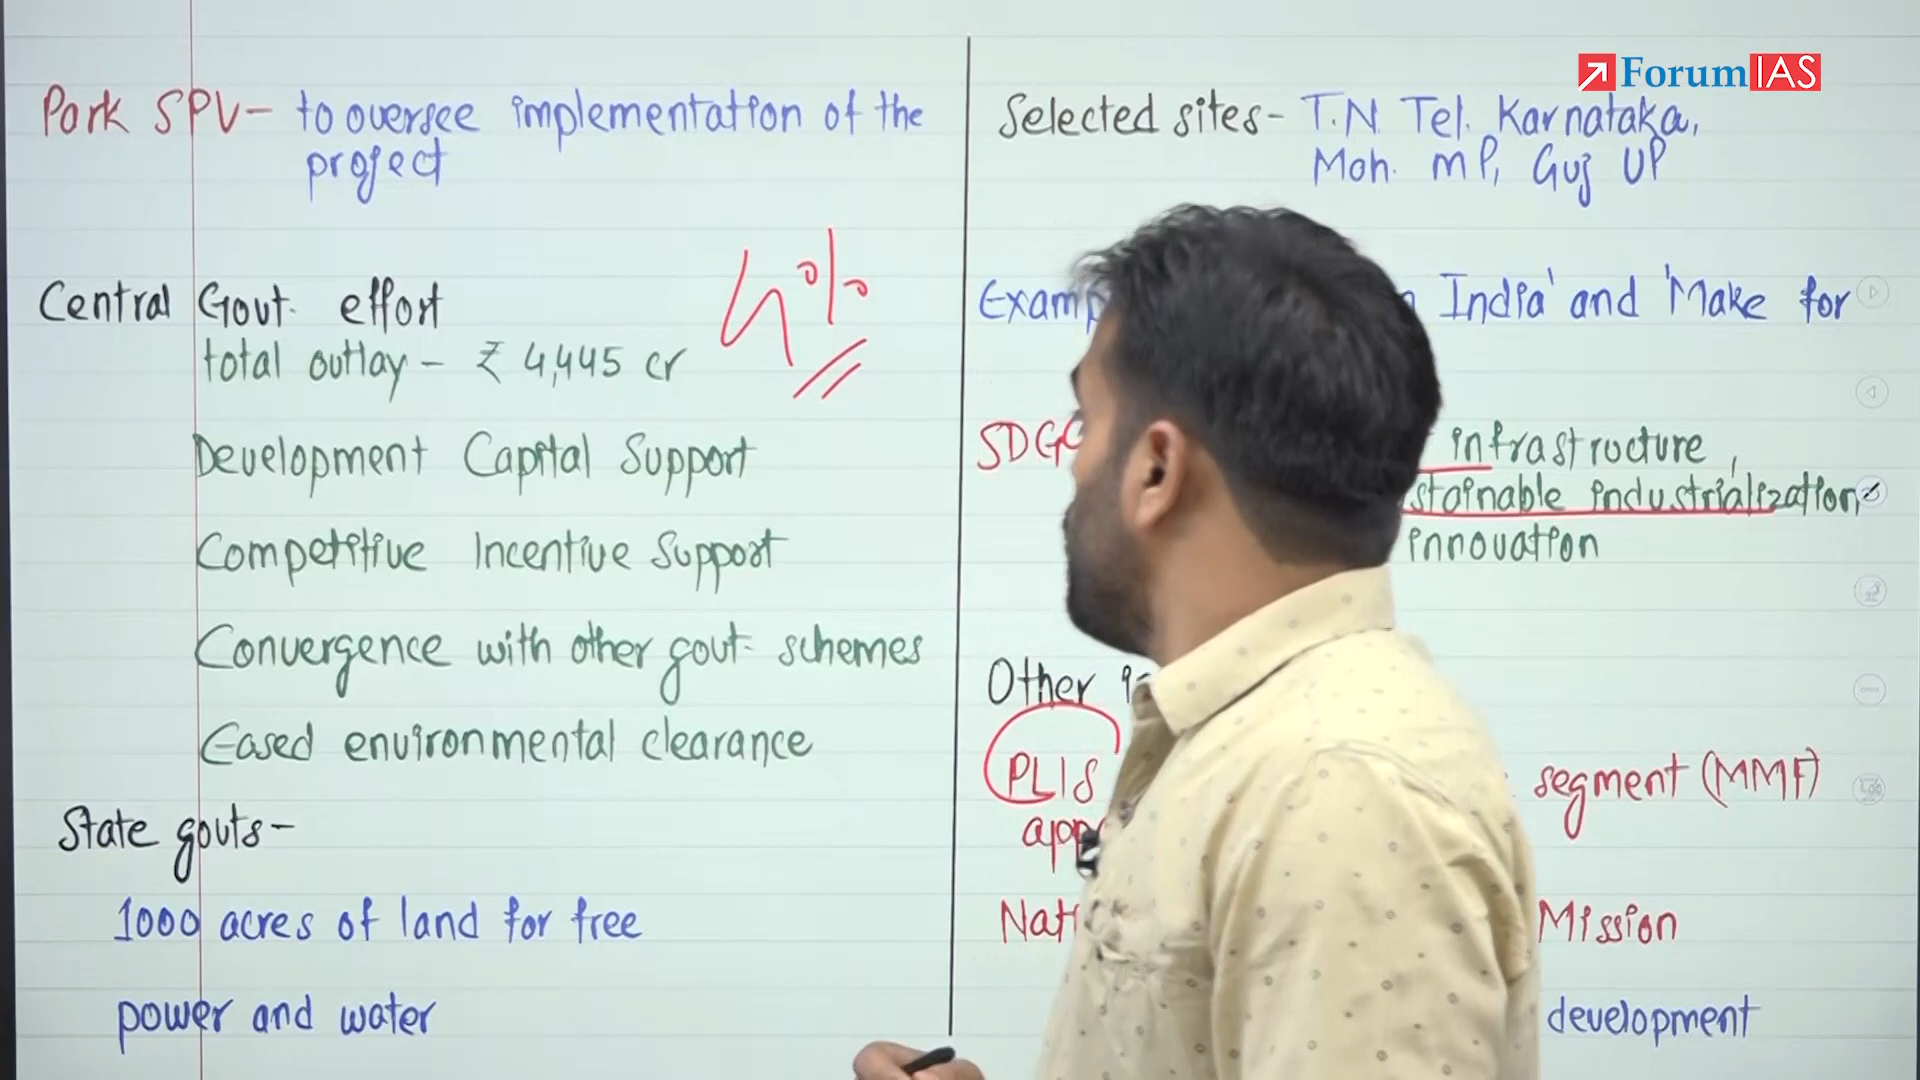 ForumIAS
Park SPV- to oversee implementation of the
project
Central Govt. effort
total outlay - ₹ 4,445 cr
4%
Development Capital Support
Competitive Incentive Support
Convergence with other govt. schemes
Eased environmental clearance
State govts-
1000 acres of land for free
power and water
Selected sites- T.N. Tel. Karnataka,
Mah. MP, Guj UP
India' and 'Make for
infrastructure,
industrialization,
innovation
Other
PLIS segment (MMF)
Mission
development